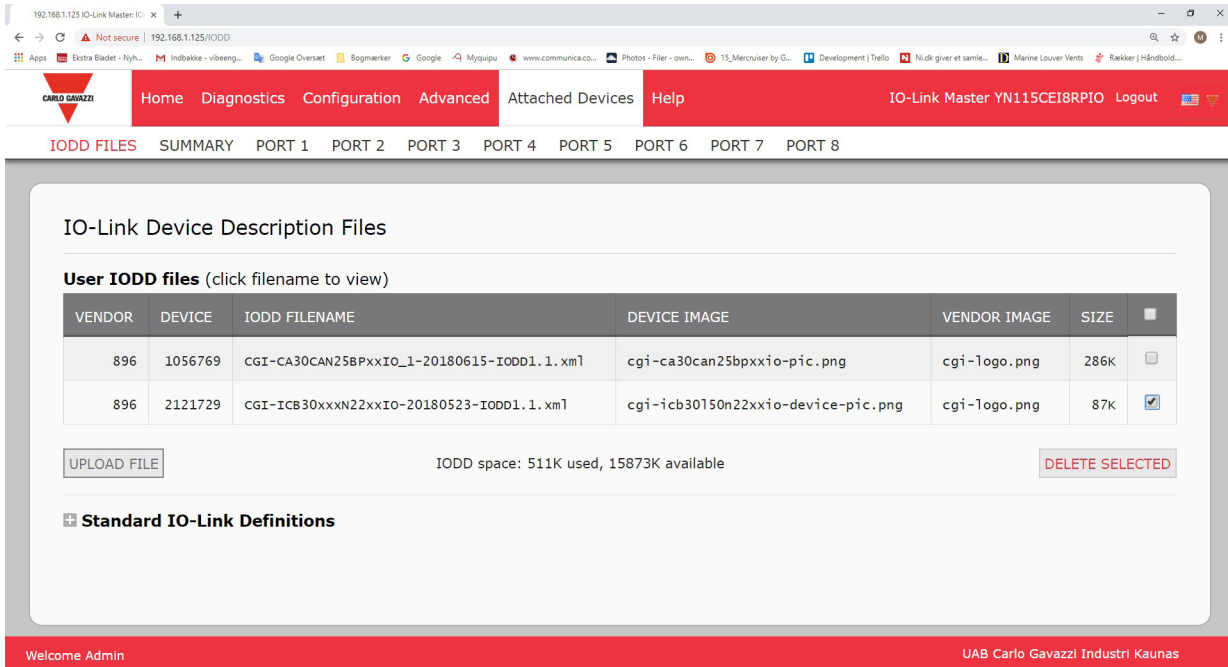 192.168.1.125 IO-Link Master: IO
Not secure | 192.168.1.125/IODD
Apps Ekstra Bladet - Nyh... Indbakke - vibeeng... Google Oversæt Bogmærker Google Myquipu www.communica.co... Photos - Filer - own... 15_Mercruiser by G... Development | Trello Ni.dk giver et samle... Marine Louver Vents Rækker | Håndbold....
CARLO GAVAZZI
Home Diagnostics Configuration Advanced Attached Devices Help IO-Link Master YN115CEI8RPIO Logout
IODD FILES SUMMARY PORT 1 PORT 2 PORT 3 PORT 4 PORT 5 PORT 6 PORT 7 PORT 8
IO-Link Device Description Files
User IODD files (click filename to view)
VENDOR DEVICE IODD FILENAME DEVICE IMAGE VENDOR IMAGE SIZE
896 1056769 CGI-CA30CAN25BPxxIO_1-20180615-IODD1.1.xml cgi-ca30can25bpxxio-pic.png cgi-logo.png 286K
896 2121729 CGI-ICB30xxxN22xxIO-20180523-IODD1.1.xml cgi-icb30l50n22xxio-device-pic.png cgi-logo.png 87K
UPLOAD FILE IODD space: 511K used, 15873K available DELETE SELECTED
Standard IO-Link Definitions
Welcome Admin UAB Carlo Gavazzi Industri Kaunas